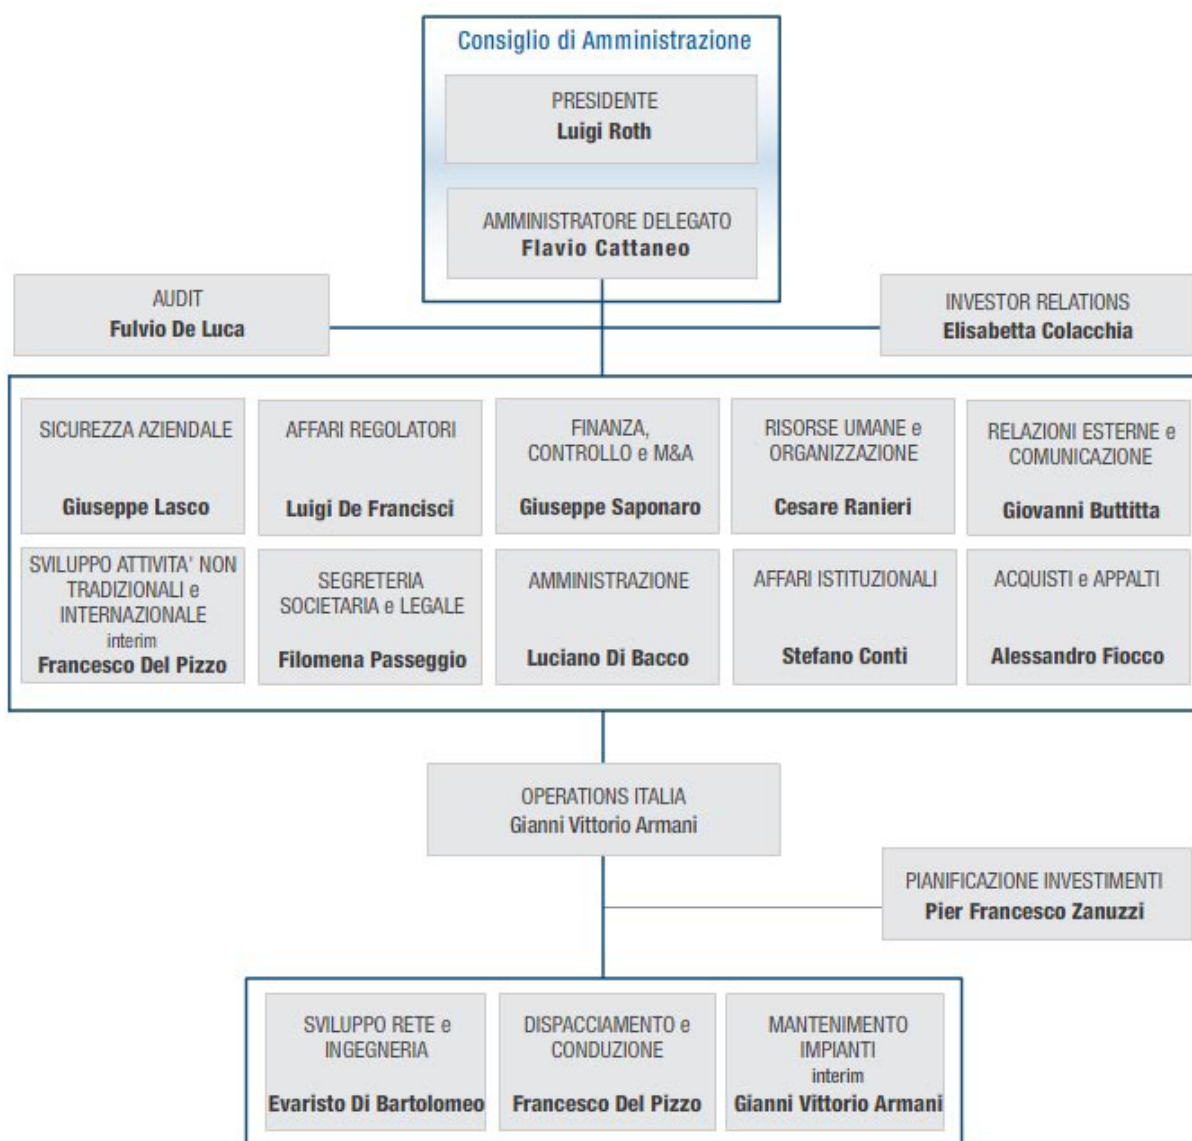 Consiglio di Amministrazione
PRESIDENTE
Luigi Roth
AMMINISTRATORE DELEGATO
Flavio Cattaneo
AUDIT
Fulvio De Luca
INVESTOR RELATIONS
Elisabetta Colacchia
SICUREZZA AZIENDALE
Giuseppe Lasco
AFFARI REGOLATORI
Luigi De Francisci
FINANZA,
CONTROLLO e M&A
Giuseppe Saponaro
RISORSE UMANE e
ORGANIZZAZIONE
Cesare Ranieri
RELAZIONI ESTERNE e
COMUNICAZIONE
Giovanni Buttitta
SVILUPPO ATTIVITA' NON
TRADIZIONALI e
INTERNAZIONALE
interim
Francesco Del Pizzo
SEGRETERIA
SOCIETARIA e LEGALE
Filomena Passeggio
AMMINISTRAZIONE
Luciano Di Bacco
AFFARI ISTITUZIONALI
Stefano Conti
ACQUISTI e APPALTI
Alessandro Fiocco
OPERATIONS ITALIA
Gianni Vittorio Armani
PIANIFICAZIONE INVESTIMENTI
Pier Francesco Zanuzzi
SVILUPPO RETE e
INGEGNERIA
Evaristo Di Bartolomeo
DISPACCIAMENTO e
CONDUZIONE
Francesco Del Pizzo
MANTENIMENTO
IMPIANTI
interim
Gianni Vittorio Armani